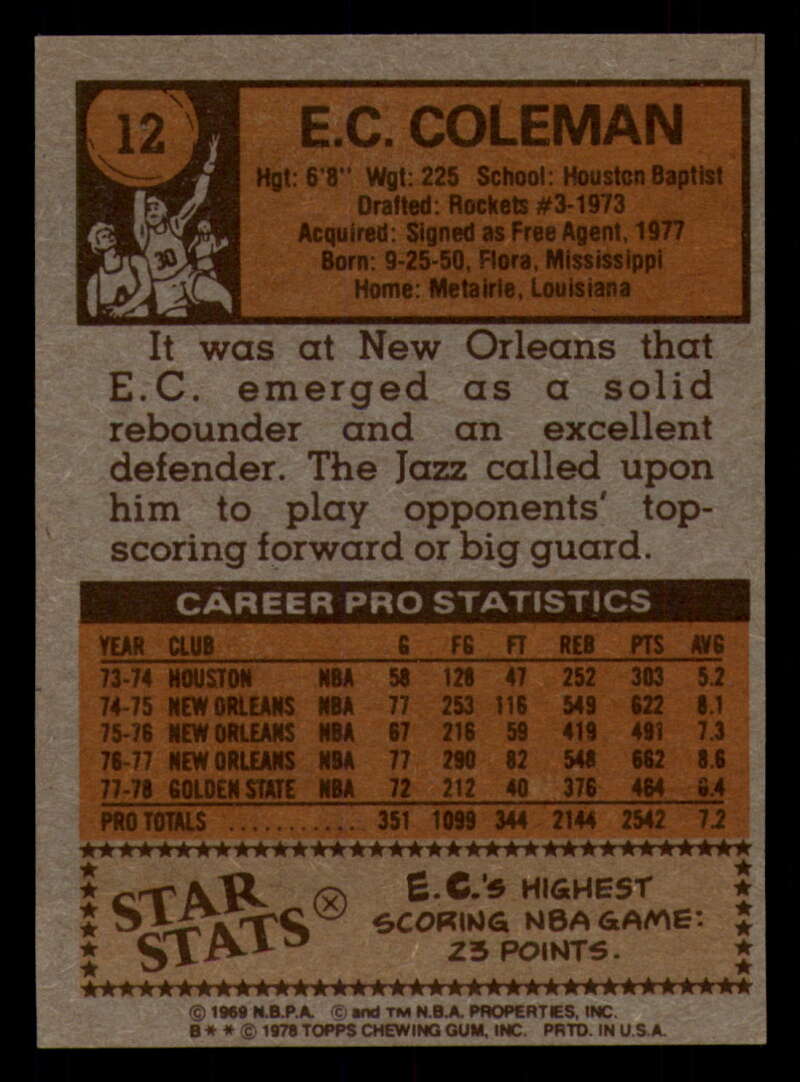 12
E.C. COLEMAN
Hgt: 6'8" Wgt: 225 School: Houston Baptist
Drafted: Rockets #3-1973
Acquired: Signed as Free Agent, 1977
Born: 9-25-50, Flora, Mississippi
Home: Metairie, Louisiana
30
It was at New Orleans that
E.C. emerged as a solid
rebounder and an excellent
defender. The Jazz called upon
him to play opponents' top-
scoring forward or big guard.
CAREER PRO STATISTICS
YEAR CLUB G FG FT REB PTS AVG
73-74 HOUSTON NBA 58 128 47 252 303 5.2
74-75 NEW ORLEANS NBA 77 253 116 549 622 8.1
75-76 NEW ORLEANS NBA 67 216 59 419 491 7.3
76-77 NEW ORLEANS NBA 77 290 82 548 662 8.6
77-78 GOLDEN STATE NBA 72 212 40 376 464 6.4
PRO TOTALS ............ 351 1099 344 2144 2542 7.2
STAR
STATS
E.C.'S HIGHEST
SCORING NBA GAME:
23 POINTS.
© 1969 N.B.P.A. © and TM N.B.A. PROPERTIES, INC.
B * * © 1978 TOPPS CHEWING GUM, INC. PRTD. IN U.S.A.